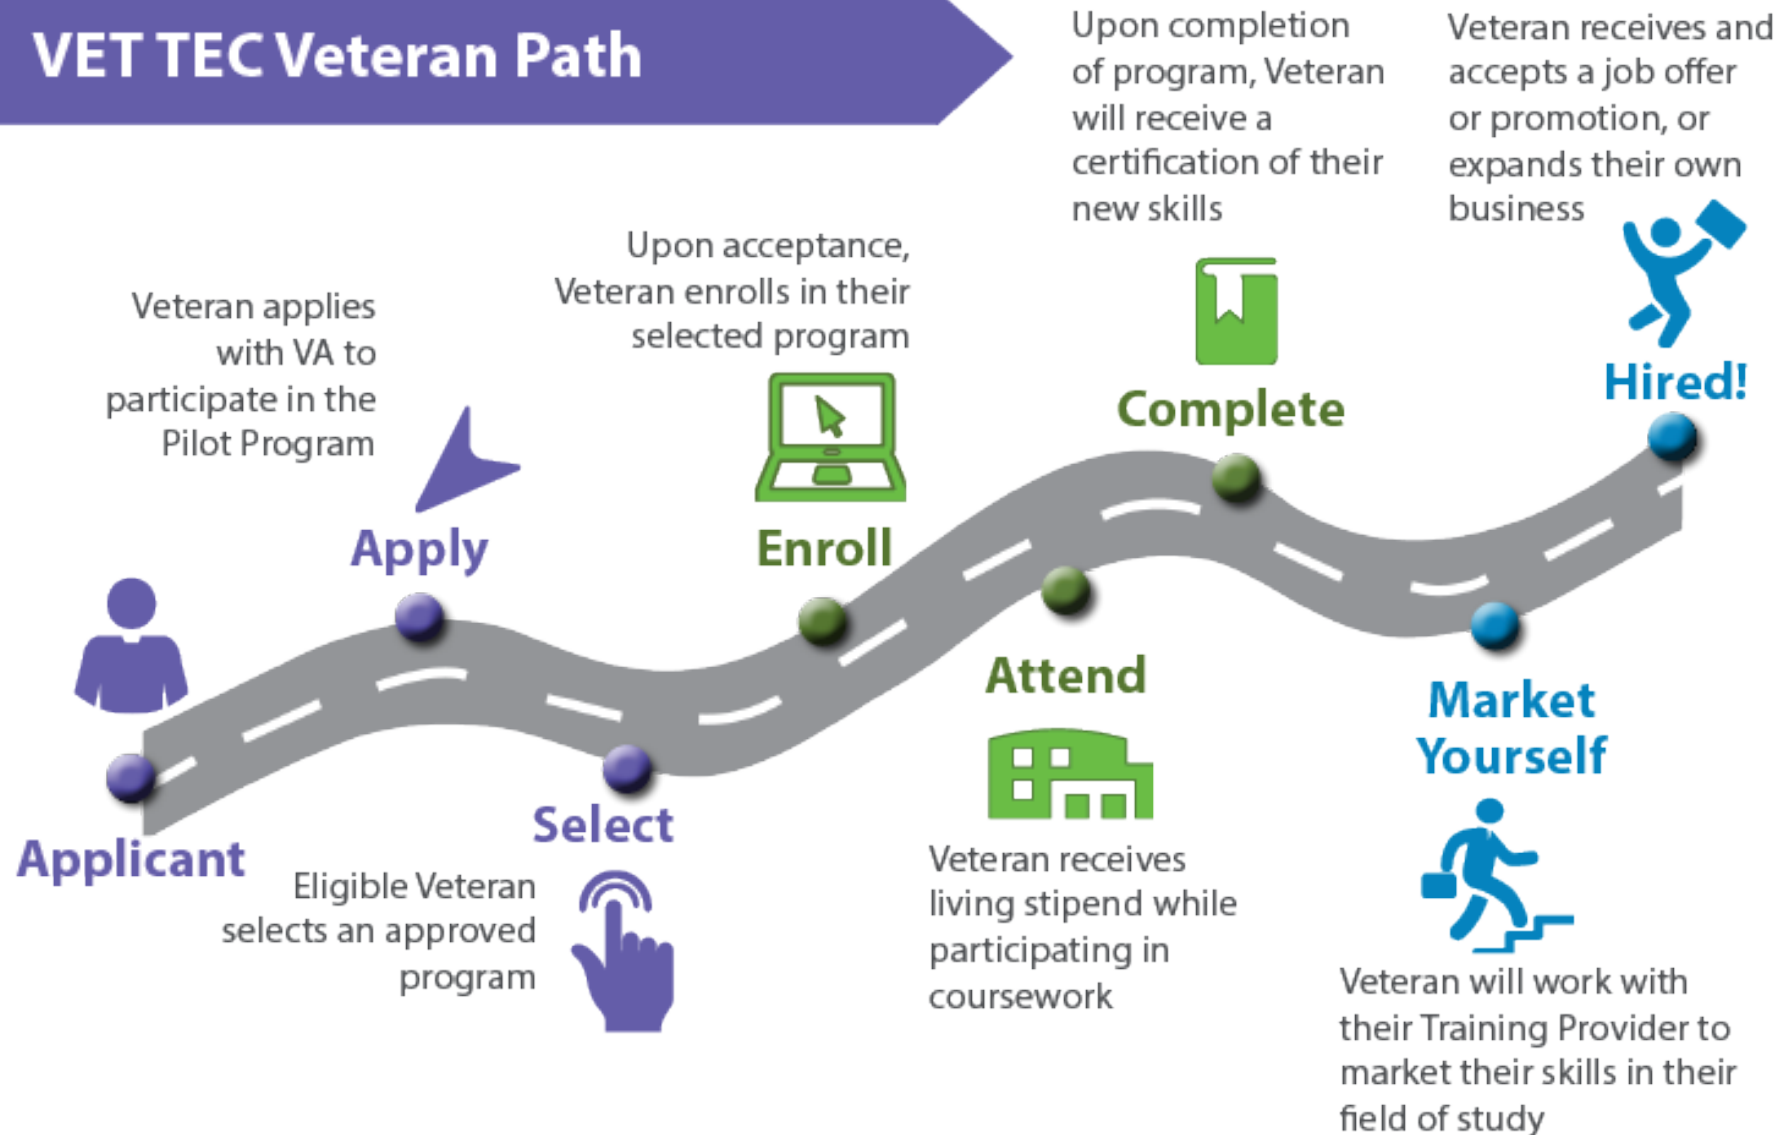 VET TEC Veteran Path
Applicant
Veteran applies
with VA to
participate in the
Pilot Program
Apply
Select
Eligible Veteran
selects an approved
program
Upon acceptance,
Veteran enrolls in their
selected program
Enroll
Attend
Veteran receives
living stipend while
participating in
coursework
Upon completion
of program, Veteran
will receive a
certification of their
new skills
Complete
Market
Yourself
Veteran will work with
their Training Provider to
market their skills in their
field of study
Veteran receives and
accepts a job offer
or promotion, or
expands their own
business
Hired!